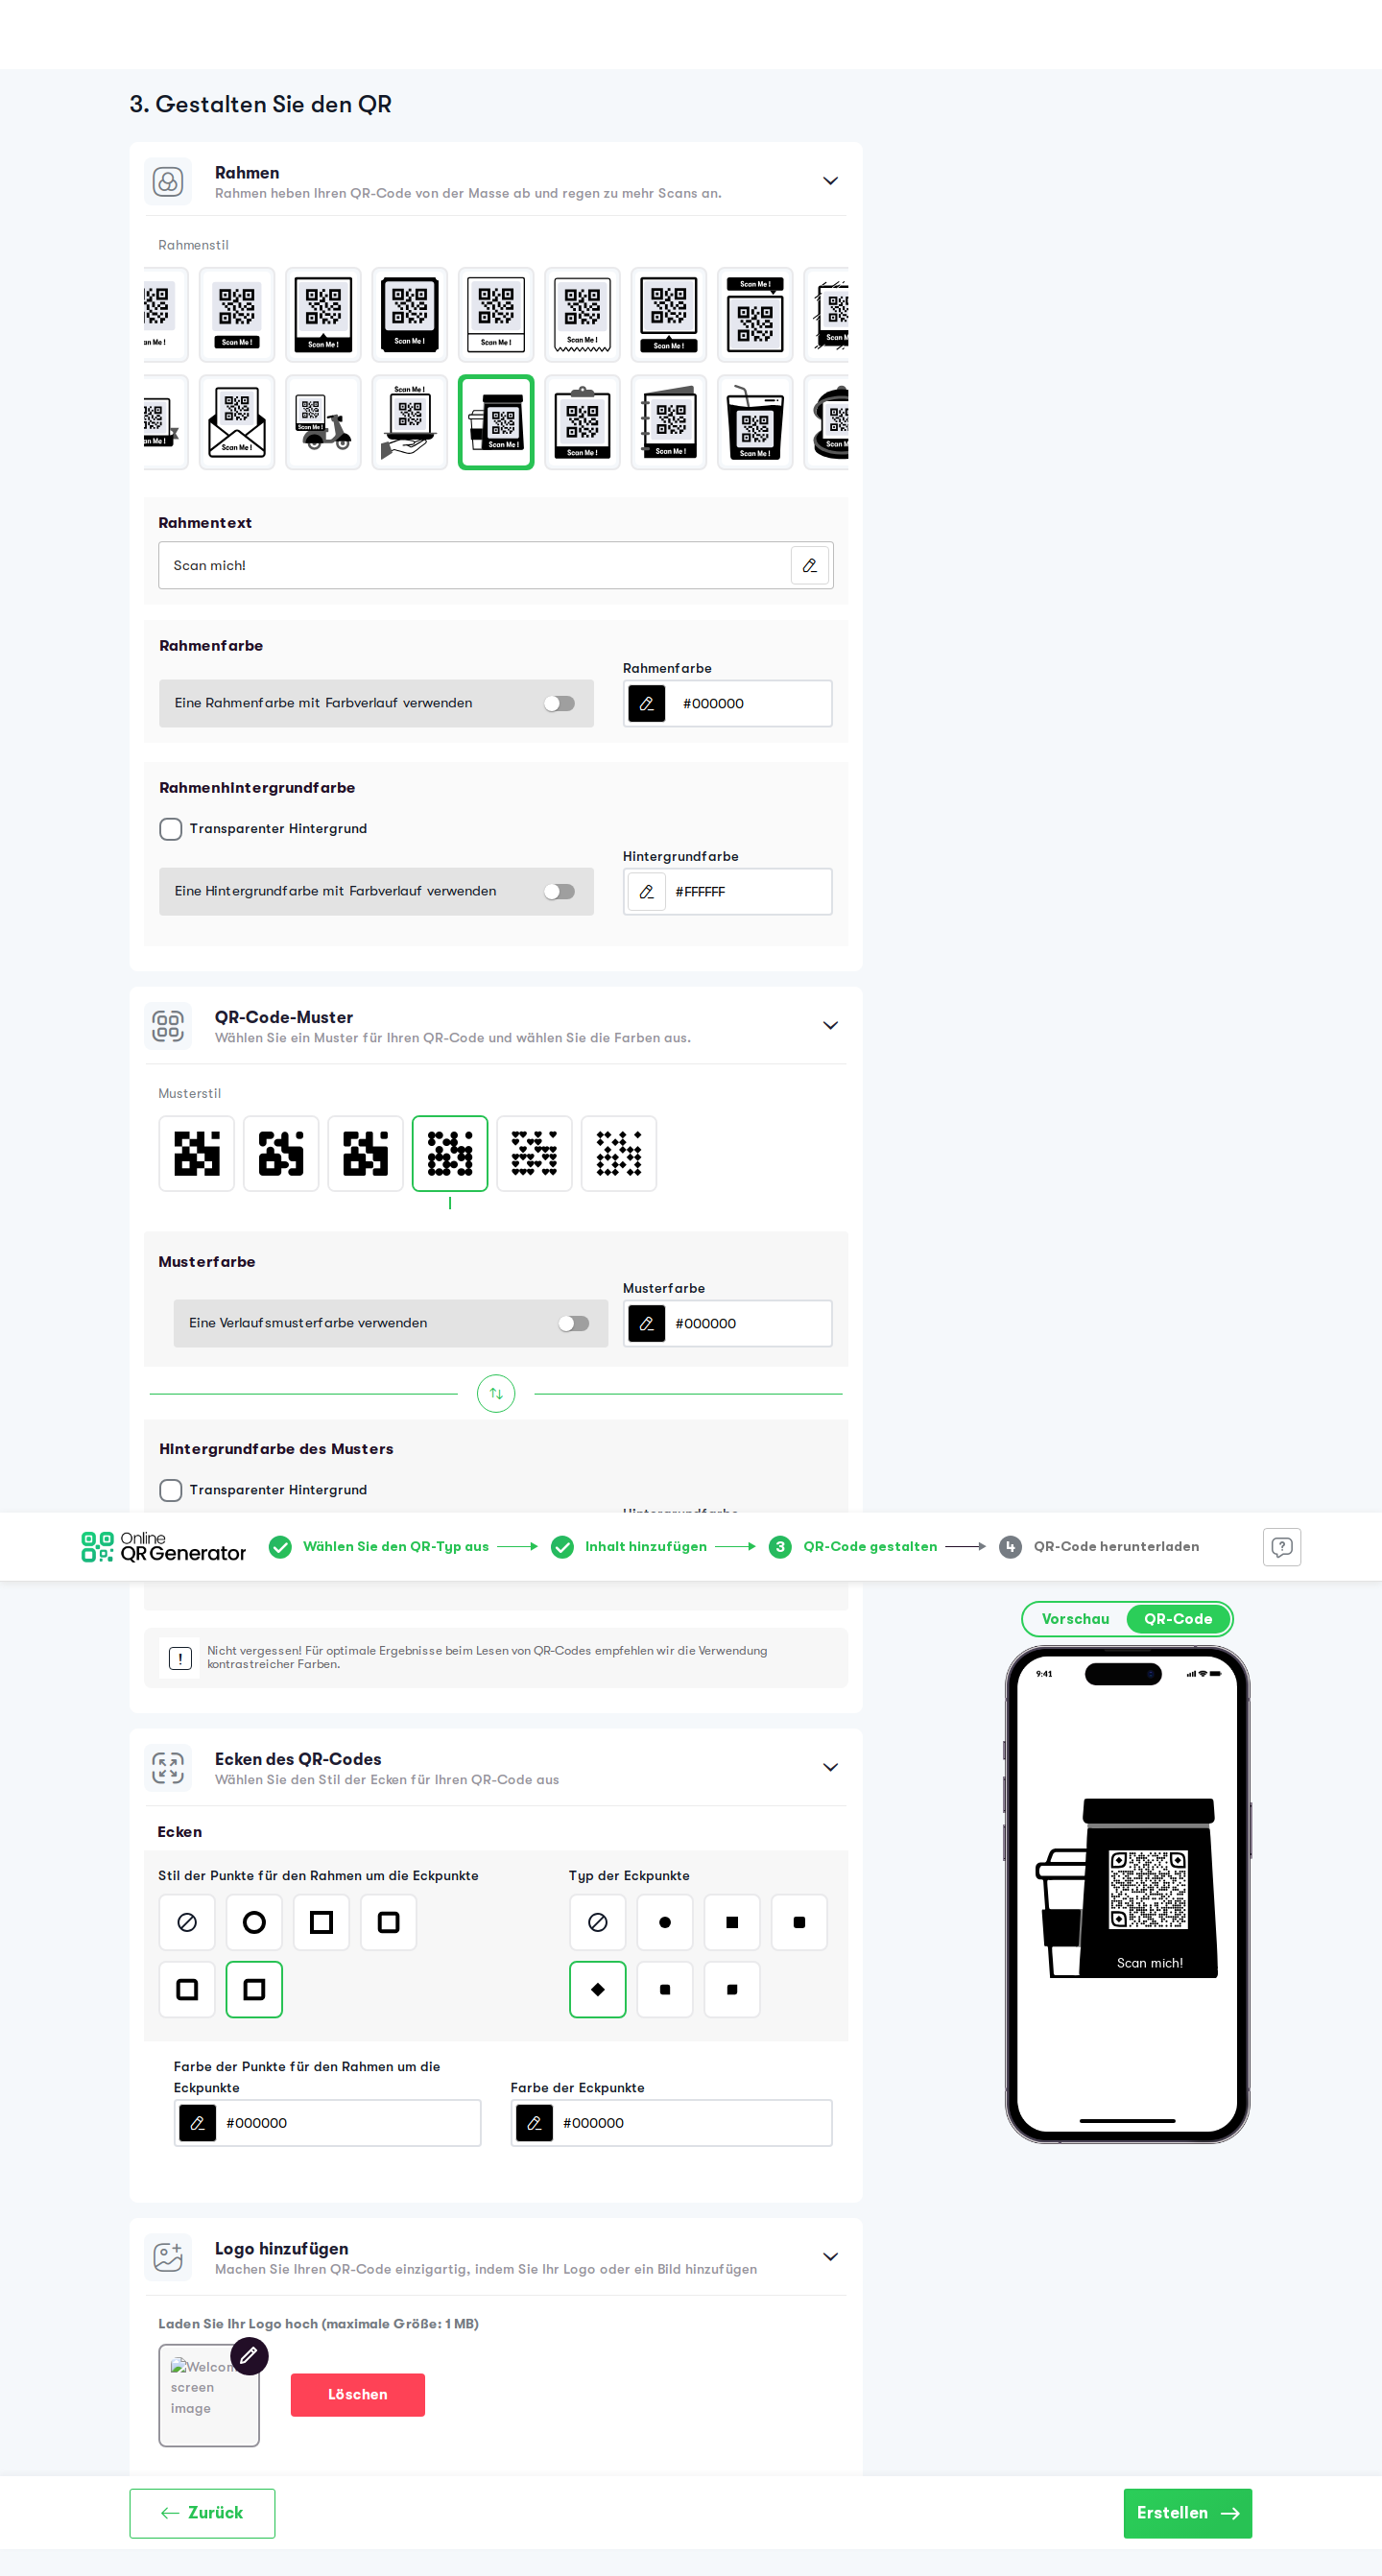 3. Gestalten Sie den QR
Rahmen
Rahmen heben Ihren QR-Code von der Masse ab und regen zu mehr Scans an.
Rahmenstil
Scan Me !
Scan Me !
Scan Me !
Scan Me !
Scan Me !
Scan Me !
Scan Me !
Scan Me !
Scan Me !
Scan Me !
Scan Me !
Scan Me !
Scan Me !
Scan Me !
Rahmentext
Scan mich!
Rahmenfarbe
Rahmenfarbe
Eine Rahmenfarbe mit Farbverlauf verwenden
#000000
Rahmenhintergrundfarbe
Transparenter Hintergrund
Hintergrundfarbe
Eine Hintergrundfarbe mit Farbverlauf verwenden
#FFFFFF
QR-Code-Muster
Wählen Sie ein Muster für Ihren QR-Code und wählen Sie die Farben aus.
Musterstil
Musterfarbe
Musterfarbe
Eine Verlaufsmusterfarbe verwenden
#000000
Hintergrundfarbe des Musters
Transparenter Hintergrund
Online
QR Generator
Wählen Sie den QR-Typ aus
Inhalt hinzufügen
3
QR-Code gestalten
4
QR-Code herunterladen
Vorschau
QR-Code
Nicht vergessen! Für optimale Ergebnisse beim Lesen von QR-Codes empfehlen wir die Verwendung
kontrastreicher Farben.
9:41
Ecken des QR-Codes
Wählen Sie den Stil der Ecken für Ihren QR-Code aus
Ecken
Stil der Punkte für den Rahmen um die Eckpunkte
Typ der Eckpunkte
Scan mich!
Farbe der Punkte für den Rahmen um die
Eckpunkte
Farbe der Eckpunkte
#000000
#000000
Logo hinzufügen
Machen Sie Ihren QR-Code einzigartig, indem Sie Ihr Logo oder ein Bild hinzufügen
Laden Sie Ihr Logo hoch (maximale Größe: 1 MB)
Welcom
screen
image
Löschen
Zurück
Erstellen